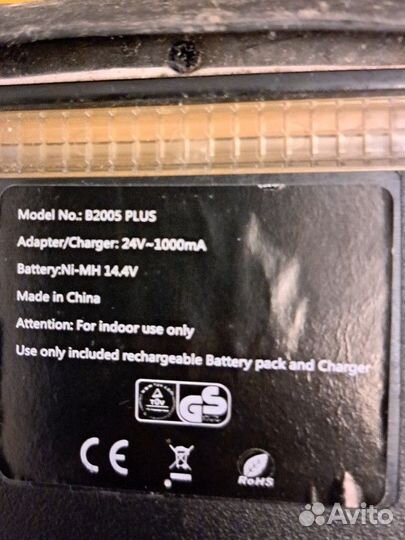 Model No.: B2005 PLUS
Adapter/Charger: 24V~1000mA
Battery:Ni-MH 14.4V
Made in China
Attention: For indoor use only
Use only included rechargeable Battery pack and Charger
TÜV GS
CE
RoHS
Avito